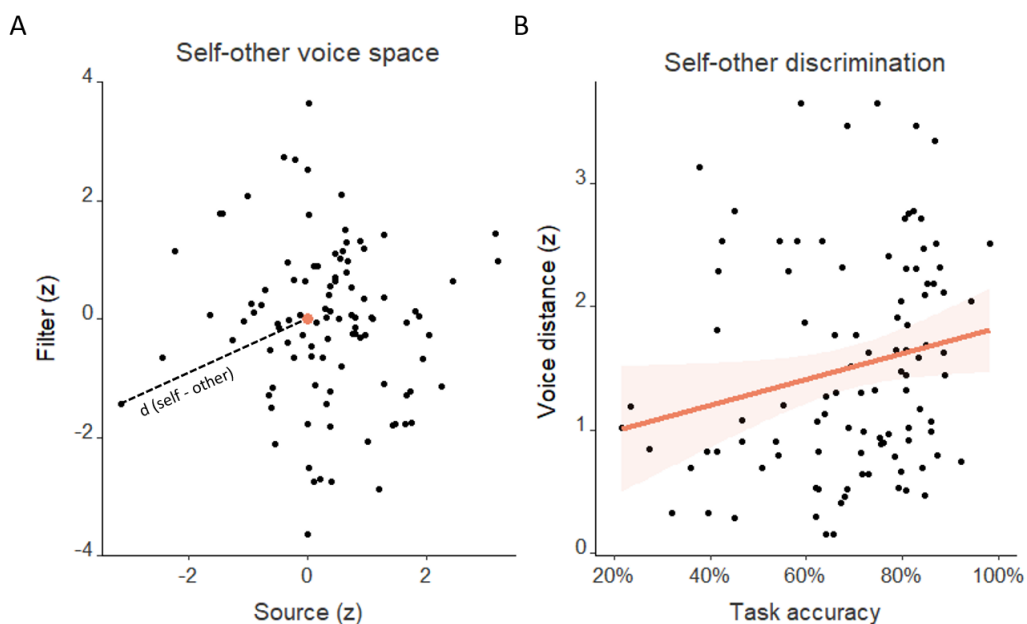 A
Self-other voice space
4
2
0
-2
-4
Filter (z)
d (self - other)
-2
0
2
Source (z)
B
Self-other discrimination
3
2
1
0
Voice distance (z)
20%
40%
60%
80%
100%
Task accuracy